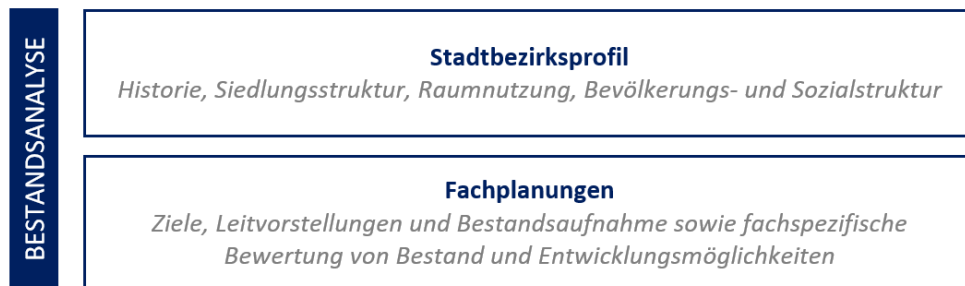 BESTANDSANALYSE
Stadtbezirksprofil
Historie, Siedlungsstruktur, Raumnutzung, Bevölkerungs- und Sozialstruktur
Fachplanungen
Ziele, Leitvorstellungen und Bestandsaufnahme sowie fachspezifische
Bewertung von Bestand und Entwicklungsmöglichkeiten